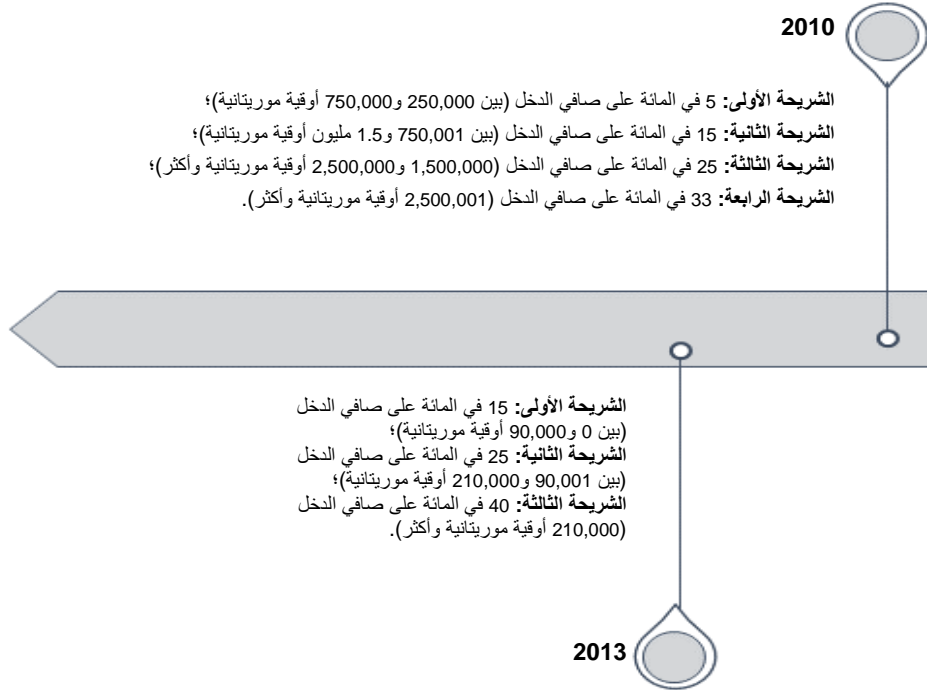 2010
الشريحة الأولى: 5 في المائة على صافي الدخل (بين 250,000 و750,000 أوقية موريتانية)؛
الشريحة الثانية: 15 في المائة على صافي الدخل (بين 750,001 و1.5 مليون أوقية موريتانية)؛
الشريحة الثالثة: 25 في المائة على صافي الدخل (1,500,000 و2,500,000 أوقية موريتانية وأكثر)؛
الشريحة الرابعة: 33 في المائة على صافي الدخل (2,500,001 أوقية موريتانية وأكثر).
الشريحة الأولى: 15 في المائة على صافي الدخل
(بين 0 و90,000 أوقية موريتانية)؛
الشريحة الثانية: 25 في المائة على صافي الدخل
(بين 90,001 و210,000 أوقية موريتانية)؛
الشريحة الثالثة: 40 في المائة على صافي الدخل
(210,000 أوقية موريتانية وأكثر).
2013